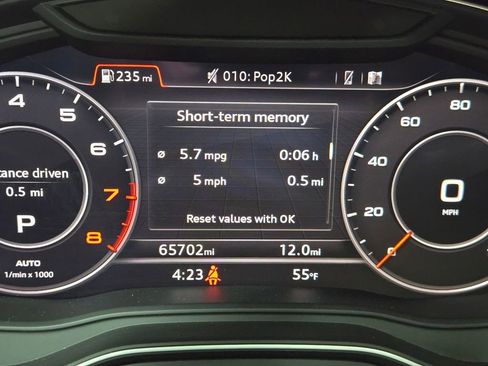 235 mi
010: Pop2K
Short-term memory
ø 5.7 mpg 0:06 h
ø 5 mph 0.5 mi
Reset values with OK
4 5 6 7 8
tance driven
0.5 mi
P
AUTO
1/min x 1000
80
60
40
20
0
0
MPH
65702mi 12.0mi
4:23 55°F